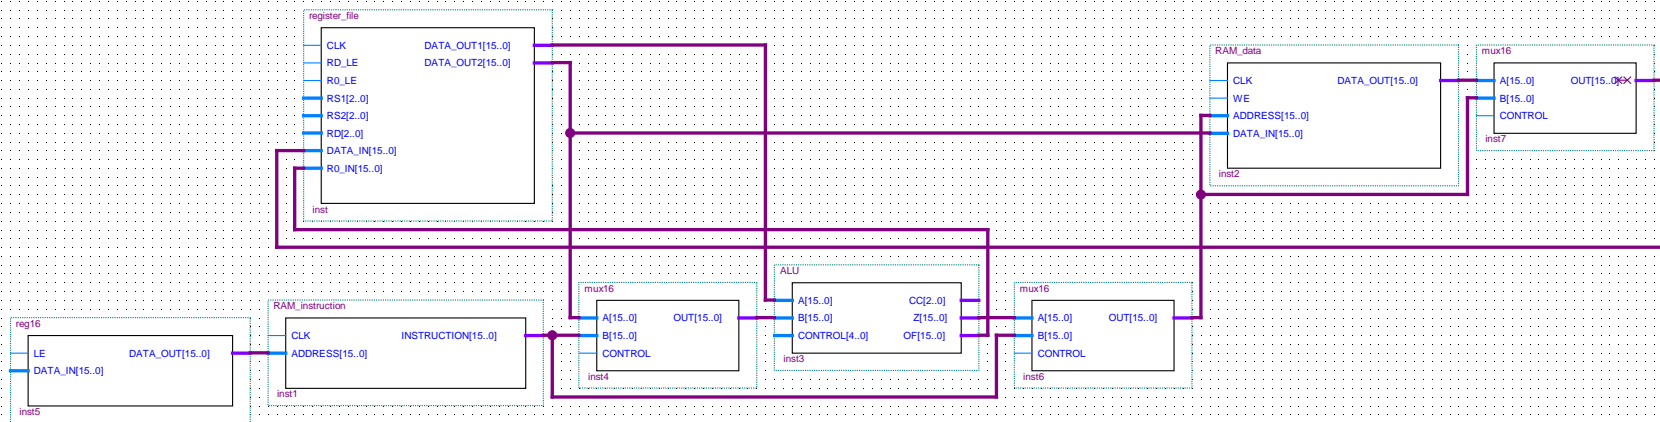 register_file
CLK
RD_LE
R0_LE
RS1[2..0]
RS2[2..0]
RD[2..0]
DATA_IN[15..0]
R0_IN[15..0]
DATA_OUT1[15..0]
DATA_OUT2[15..0]
inst
RAM_data
CLK
WE
ADDRESS[15..0]
DATA_IN[15..0]
DATA_OUT[15..0]
inst2
mux16
A[15..0]
B[15..0]
CONTROL
OUT[15..0]
inst7
reg16
LE
DATA_IN[15..0]
DATA_OUT[15..0]
inst5
RAM_instruction
CLK
ADDRESS[15..0]
INSTRUCTION[15..0]
inst1
mux16
A[15..0]
B[15..0]
CONTROL
OUT[15..0]
inst4
ALU
A[15..0]
B[15..0]
CONTROL[4..0]
CC[2..0]
Z[15..0]
OF[15..0]
inst3
mux16
A[15..0]
B[15..0]
CONTROL
OUT[15..0]
inst6